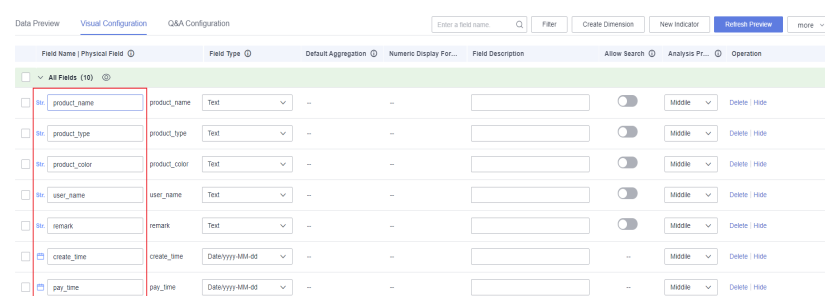 Data Preview Visual Configuration Q&A Configuration Enter a field name Filter Create Dimension New Indicator Refresh Preview more
Field Name | Physical Field Field Type Default Aggregation Numeric Display For... Field Description Allow Search Analysis Pr... Operation
All Fields (10)
Str. product_name product_name Text -- -- Middle Delete | Hide
Str. product_type product_type Text -- -- Middle Delete | Hide
Str. product_color product_color Text -- -- Middle Delete | Hide
Str. user_name user_name Text -- -- Middle Delete | Hide
Str. remark remark Text -- -- Middle Delete | Hide
create_time create_time Date/yyyy-MM-dd -- -- -- Middle Delete | Hide
pay_time pay_time Date/yyyy-MM-dd -- -- -- Middle Delete | Hide